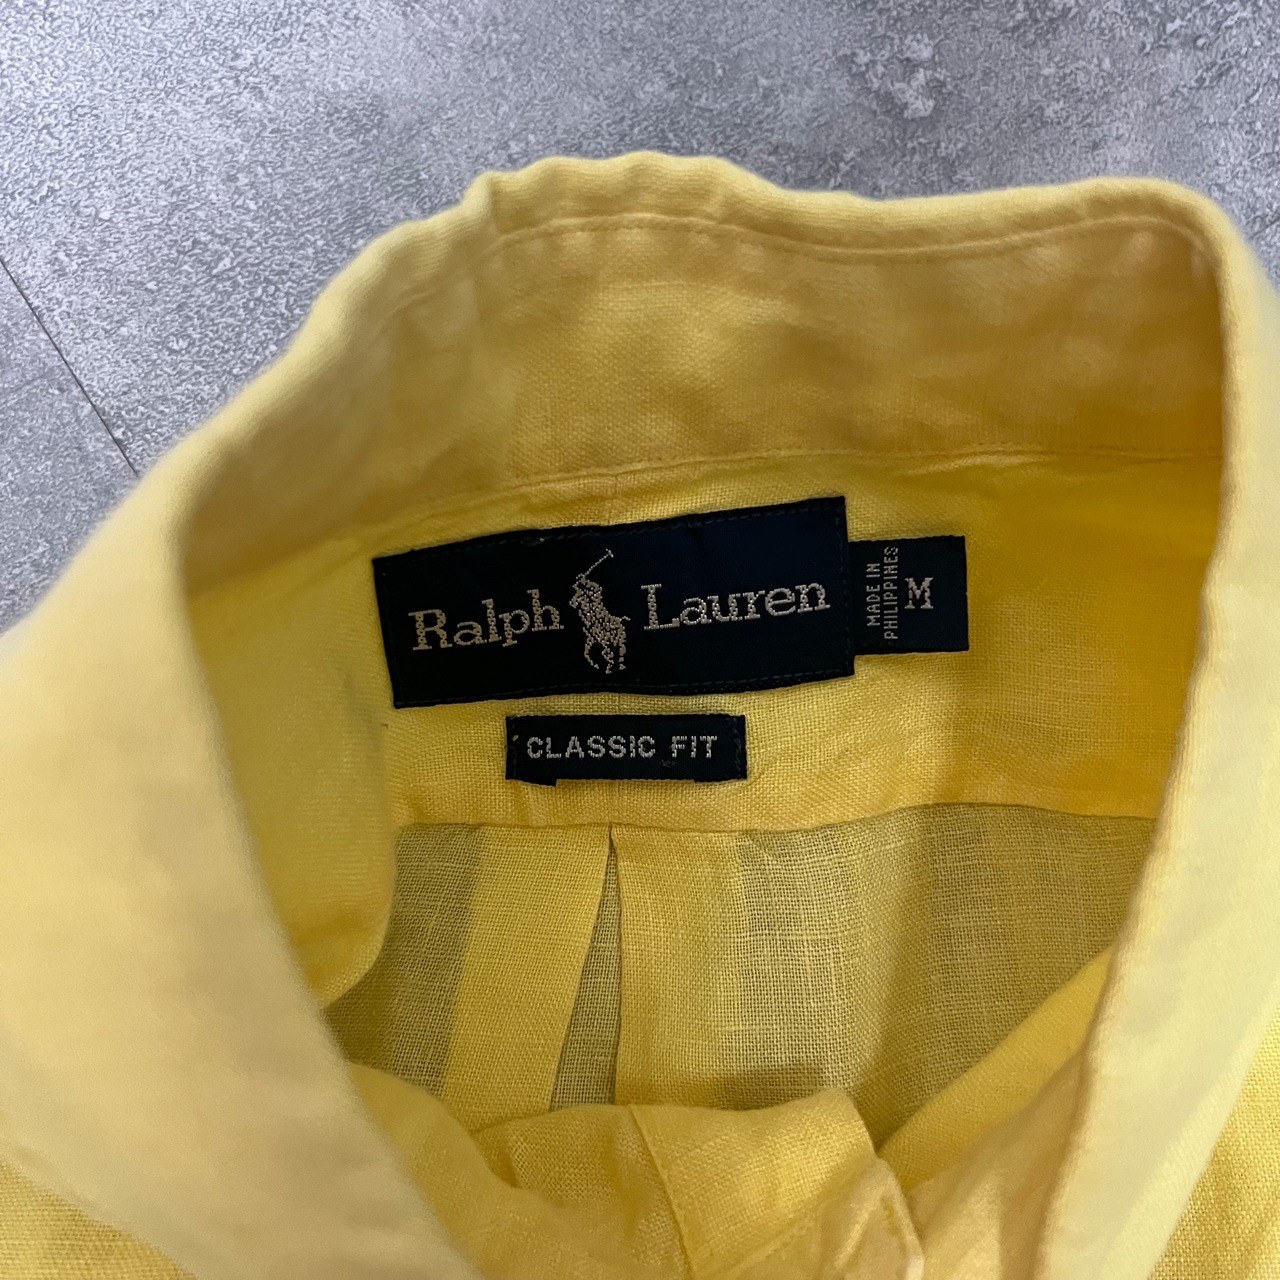 Ralph Lauren
MADE IN
PHILIPPINES
M
CLASSIC FIT